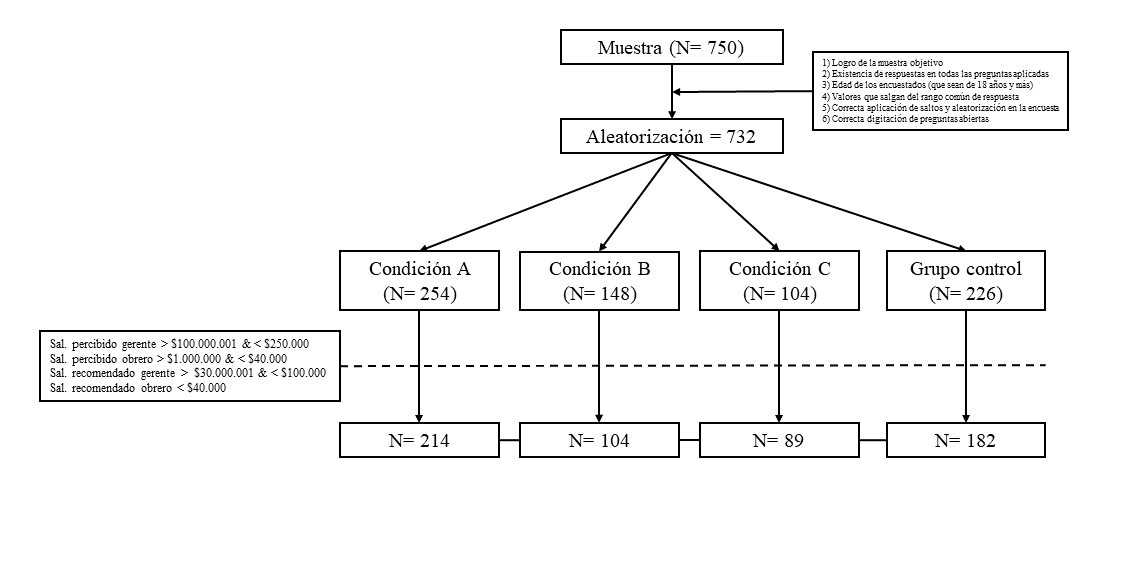 Muestra (N= 750)
1) Logro de la muestra objetivo
2) Existencia de respuestas en todas las preguntas aplicadas
3) Edad de los encuestados (que sean de 18 años y más)
4) Valores que salgan del rango común de respuesta
5) Correcta aplicación de saltos y aleatorización en la encuesta
6) Correcta digitación de preguntas abiertas
Aleatorización = 732
Condición A
(N= 254)
Condición B
(N= 148)
Condición C
(N= 104)
Grupo control
(N= 226)
Sal. percibido gerente > $100.000.001 & < $250.000
Sal. percibido obrero > $1.000.000 & < $40.000
Sal. recomendado gerente > $30.000.001 & < $100.000
Sal. recomendado obrero < $40.000
N= 214
N= 104
N= 89
N= 182